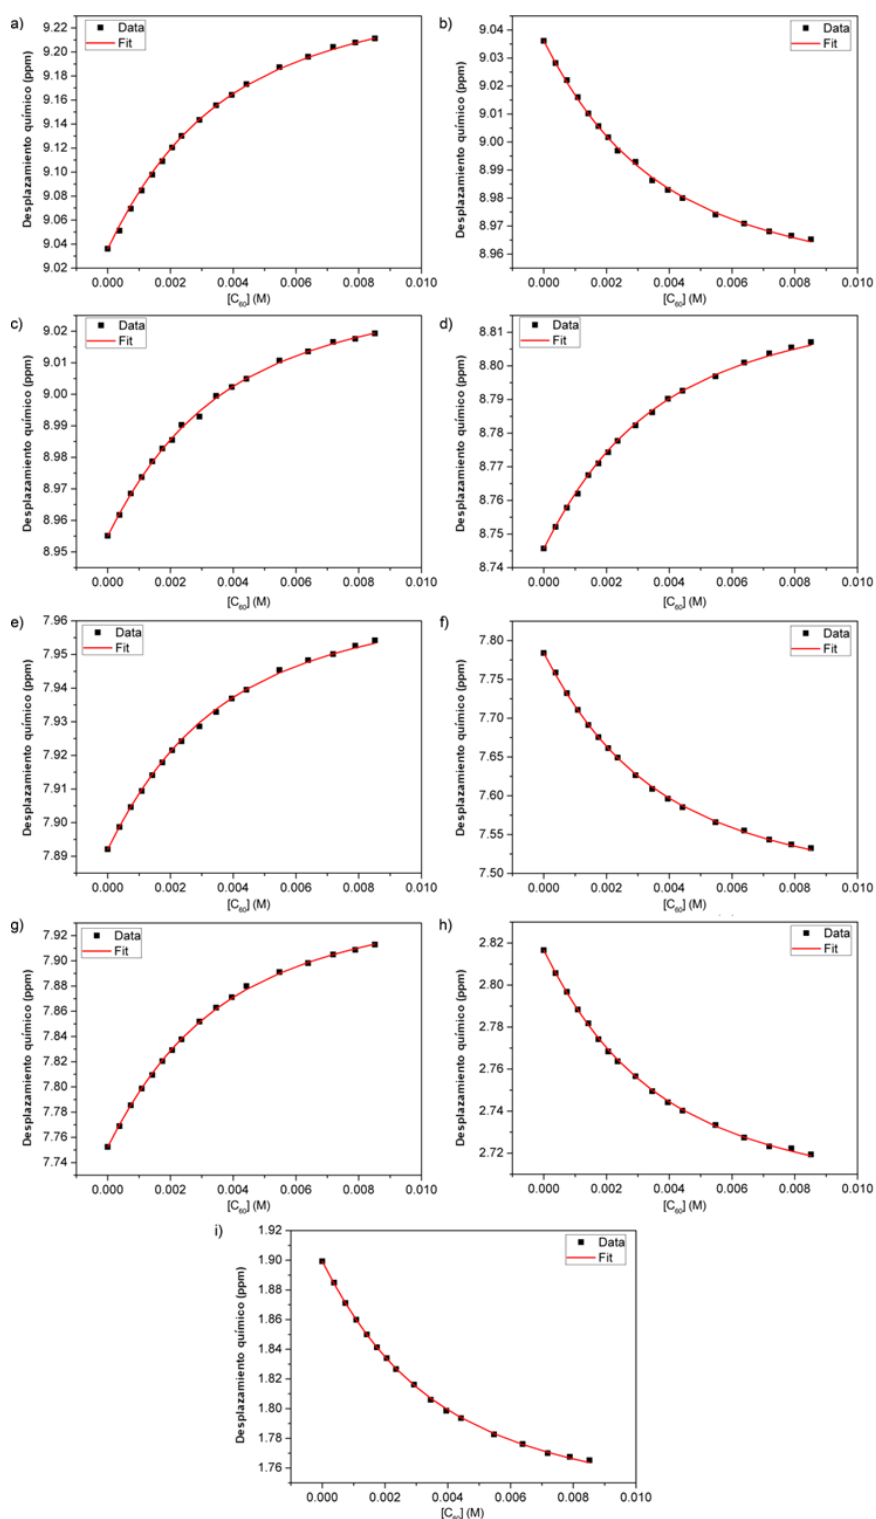 a)
Data
Fit
9.22
9.20
9.18
9.16
9.14
9.12
9.10
9.08
9.06
9.04
9.02
Desplazamiento químico (ppm)
0.000 0.002 0.004 0.006 0.008 0.010
[C60] (M)
b)
Data
Fit
9.04
9.03
9.02
9.01
9.00
8.99
8.98
8.97
8.96
Desplazamiento químico (ppm)
0.000 0.002 0.004 0.006 0.008 0.010
[C60] (M)
c)
Data
Fit
9.02
9.01
9.00
8.99
8.98
8.97
8.96
8.95
Desplazamiento químico (ppm)
0.000 0.002 0.004 0.006 0.008 0.010
[C60] (M)
d)
Data
Fit
8.81
8.80
8.79
8.78
8.77
8.76
8.75
8.74
Desplazamiento químico (ppm)
0.000 0.002 0.004 0.006 0.008 0.010
[C60] (M)
e)
Data
Fit
7.96
7.95
7.94
7.93
7.92
7.91
7.90
7.89
Desplazamiento químico (ppm)
0.000 0.002 0.004 0.006 0.008 0.010
[C60] (M)
f)
Data
Fit
7.80
7.75
7.70
7.65
7.60
7.55
7.50
Desplazamiento químico (ppm)
0.000 0.002 0.004 0.006 0.008 0.010
[C60] (M)
g)
Data
Fit
7.92
7.90
7.88
7.86
7.84
7.82
7.80
7.78
7.76
7.74
Desplazamiento químico (ppm)
0.000 0.002 0.004 0.006 0.008 0.010
[C60] (M)
h)
Data
Fit
2.82
2.80
2.78
2.76
2.74
2.72
Desplazamiento químico (ppm)
0.000 0.002 0.004 0.006 0.008 0.010
[C60] (M)
i)
Data
Fit
1.92
1.90
1.88
1.86
1.84
1.82
1.80
1.78
1.76
Desplazamiento químico (ppm)
0.000 0.002 0.004 0.006 0.008 0.010
[C60] (M)